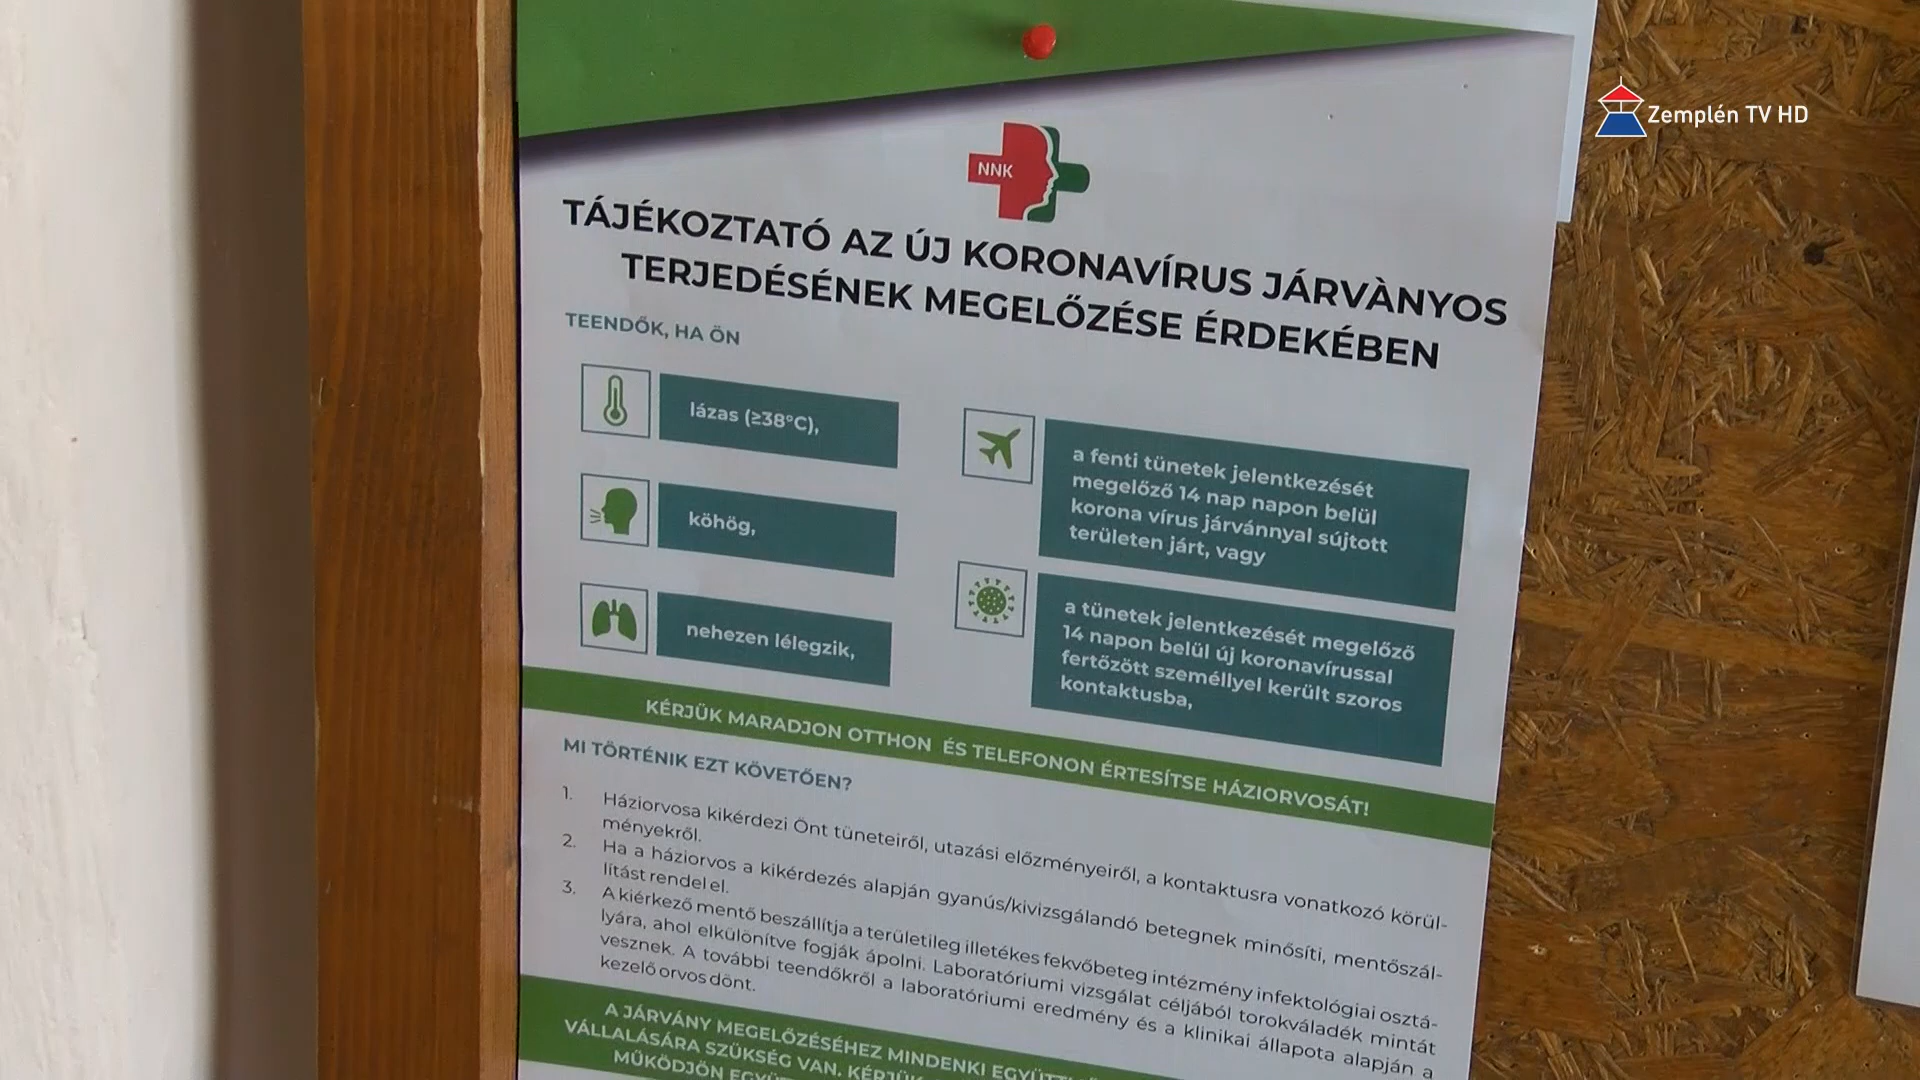 Zemplén TV HD
NNK
TÁJÉKOZTATÓ AZ ÚJ KORONAVÍRUS JÁRVÀNYOS
TERJEDÉSÉNEK MEGELŐZÉSE ÉRDEKÉBEN
TEENDŐK, HA ÖN
lázas (≥38°C),
köhög,
nehezen lélegzik,
a fenti tünetek jelentkezését
megelőző 14 nap napon belül
korona vírus járvánnyal sújtott
területen járt, vagy
a tünetek jelentkezését megelőző
14 napon belül új koronavírussal
fertőzött személlyel került szoros
kontaktusba,
KÉRJÜK MARADJON OTTHON ÉS TELEFONON ÉRTESÍTSE HÁZIORVOSÁT!
MI TÖRTÉNIK EZT KÖVETŐEN?
1. Háziorvosa kikérdezi Önt tüneteiről, utazási előzményeiről, a kontaktusra vonatkozó körül-
ményekről.
2. Ha a háziorvos a kikérdezés alapján gyanús/kivizsgálandó betegnek minősíti, mentőszál-
lítást rendel el.
3. A kiérkező mentő beszállítja a területileg illetékes fekvőbeteg intézmény infektológiai osztá-
lyára, ahol elkülönítve fogják ápolni. Laboratóriumi vizsgálat céljából torokváladék mintát
vesznek. A további teendőkről a laboratóriumi eredmény és a klinikai állapota alapján a
kezelő orvos dönt.
A JÁRVÁNY MEGELŐZÉSÉHEZ MINDENKI
VÁLLALÁSÁRA SZÜKSÉG VAN. KÉRJÜK
MŰKÖDJÖN